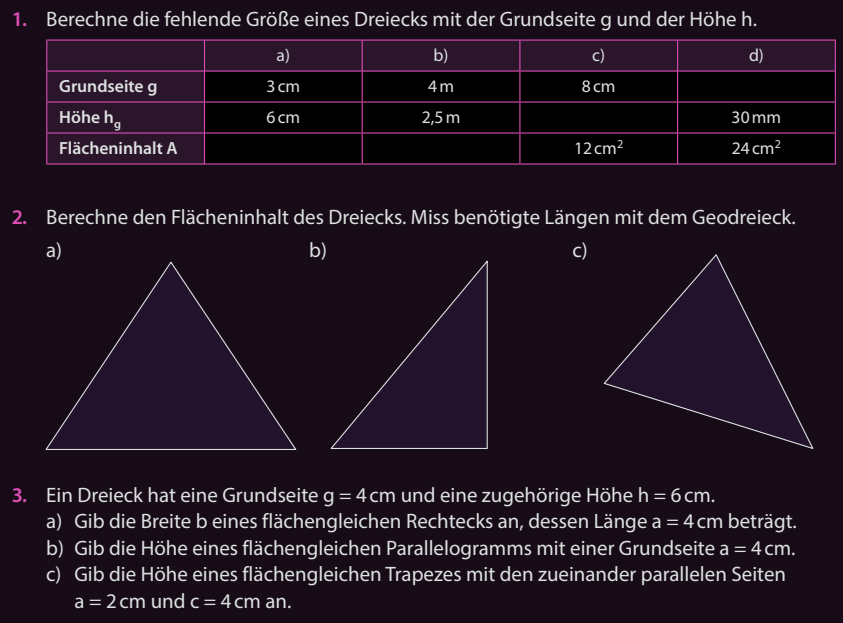 1. Berechne die fehlende Größe eines Dreiecks mit der Grundseite g und der Höhe h.
a) b) c) d)
Grundseite g 3 cm 4 m 8 cm
Höhe h_g 6 cm 2,5 m 30 mm
Flächeninhalt A 12 cm² 24 cm²
2. Berechne den Flächeninhalt des Dreiecks. Miss benötigte Längen mit dem Geodreieck.
a) b) c)
3. Ein Dreieck hat eine Grundseite g = 4 cm und eine zugehörige Höhe h = 6 cm.
a) Gib die Breite b eines flächengleichen Rechtecks an, dessen Länge a = 4 cm beträgt.
b) Gib die Höhe eines flächengleichen Parallelogramms mit einer Grundseite a = 4 cm.
c) Gib die Höhe eines flächengleichen Trapezes mit den zueinander parallelen Seiten
a = 2 cm und c = 4 cm an.